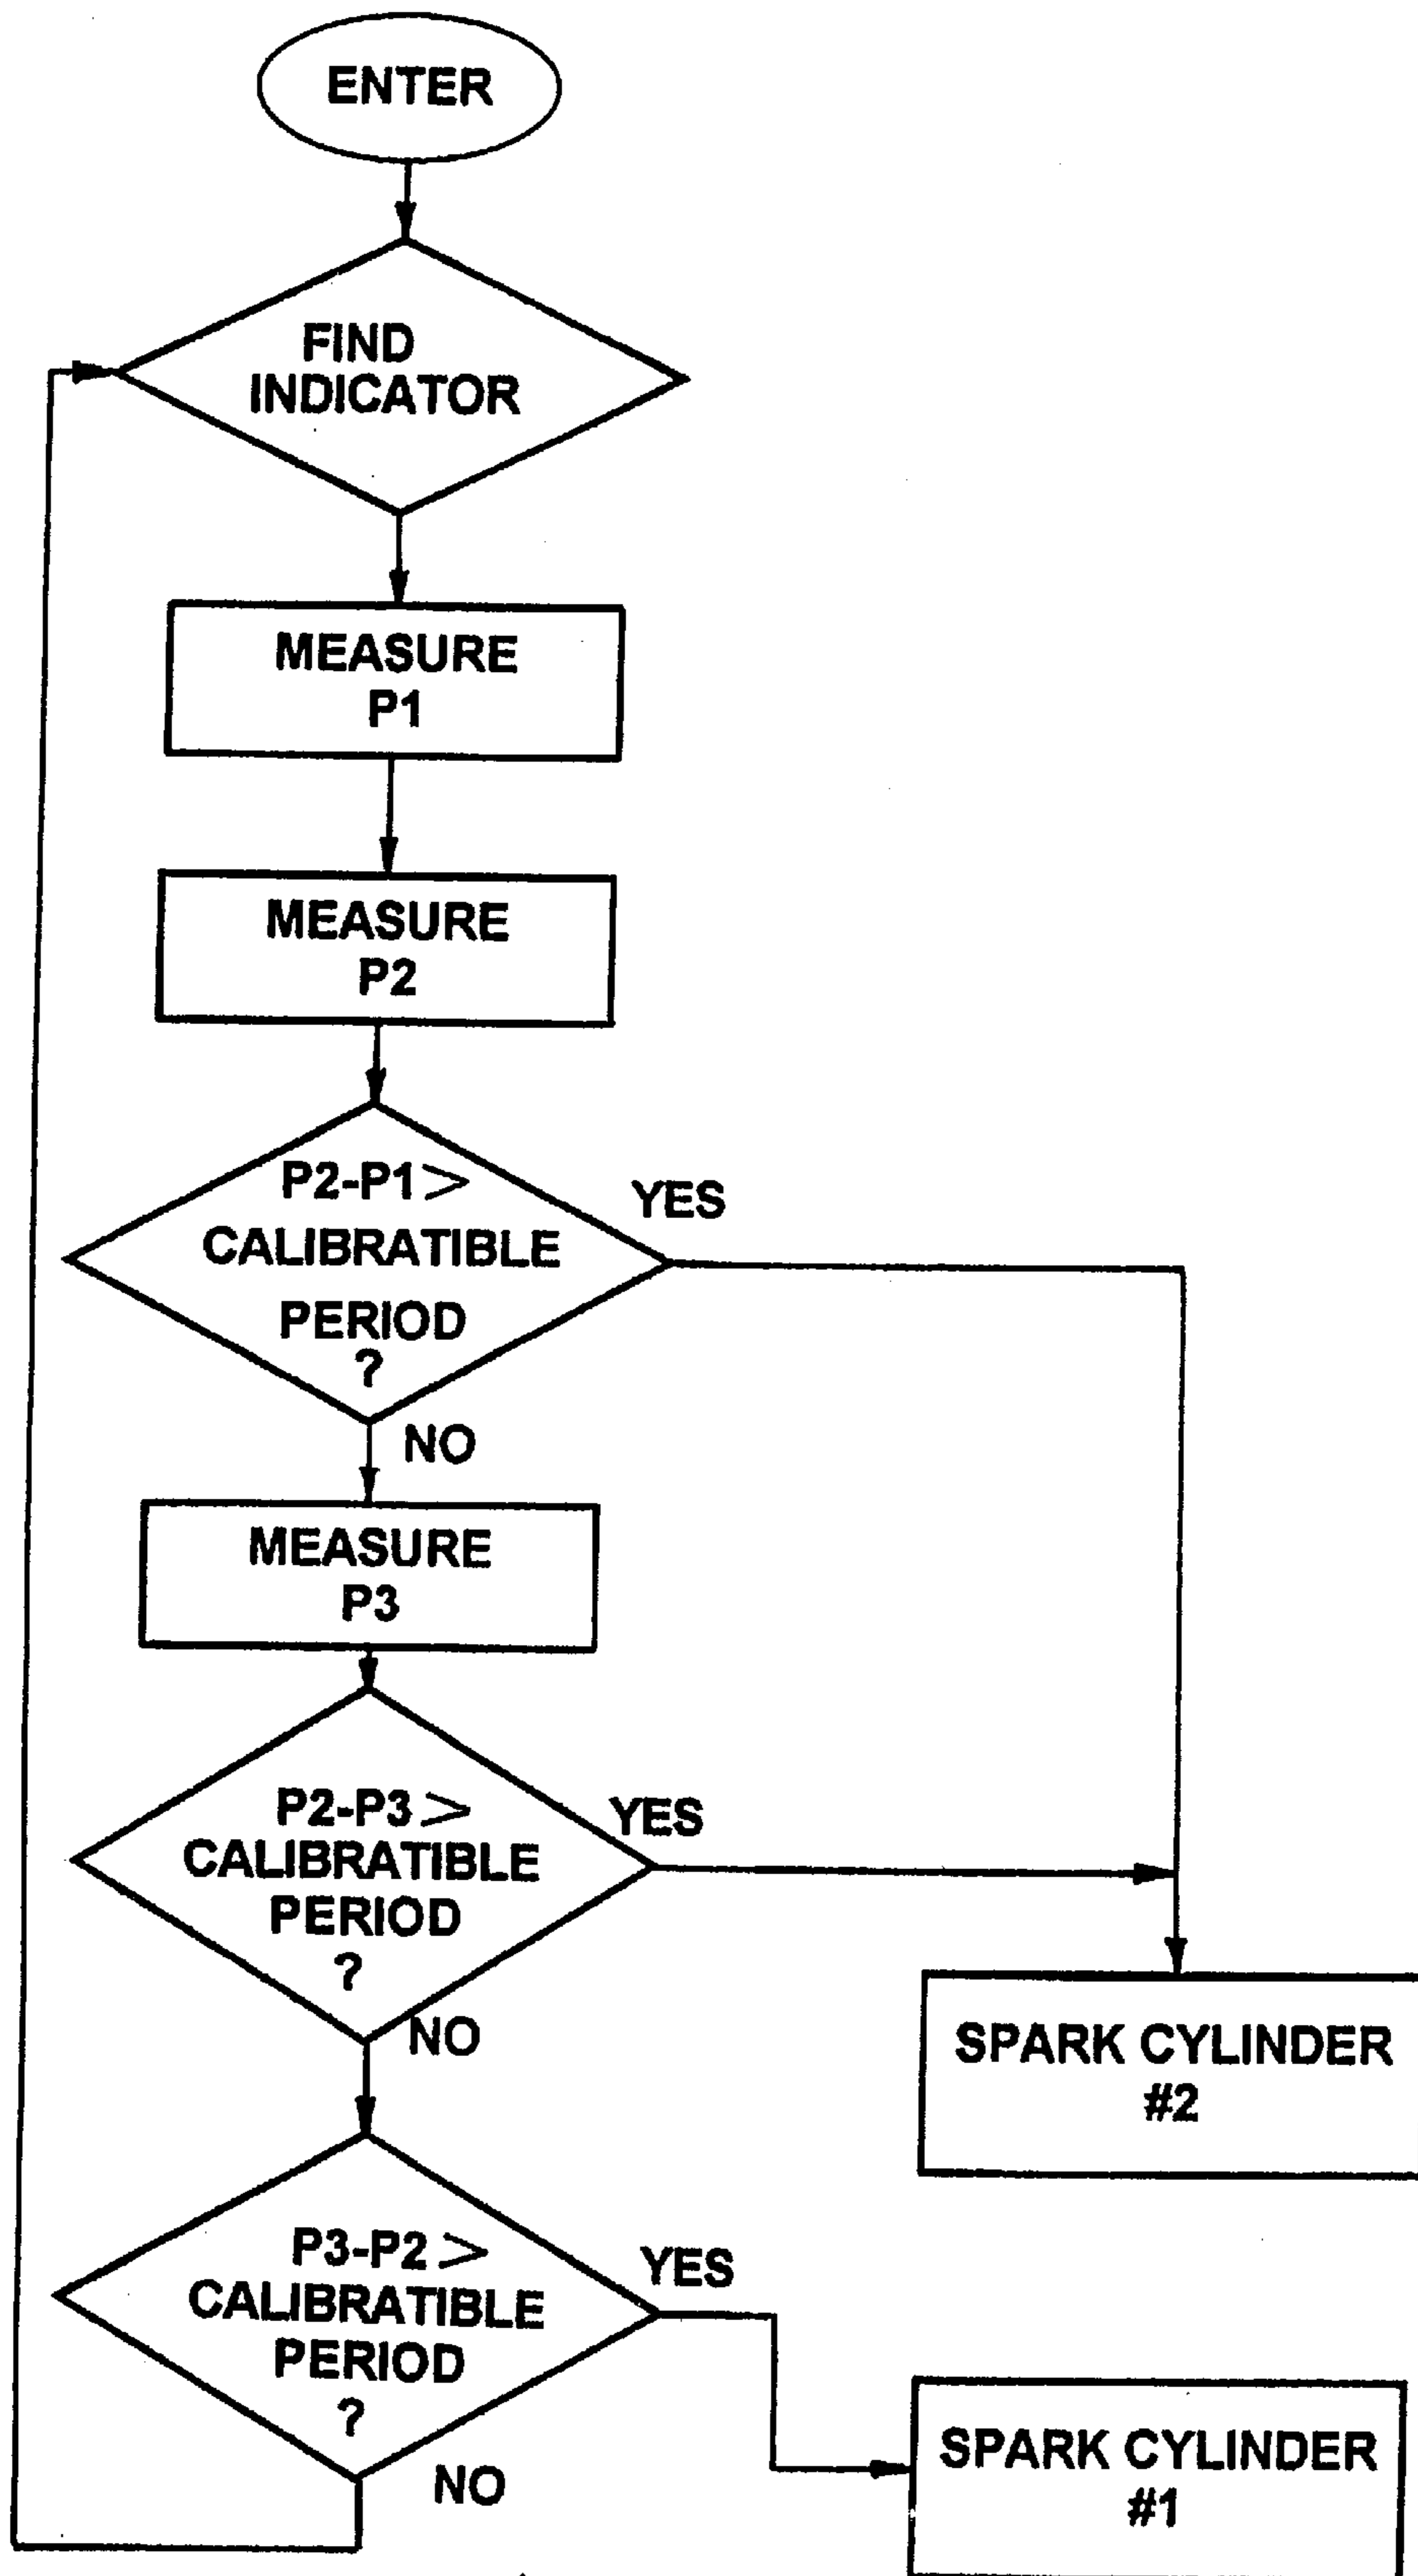 ENTER
FIND
INDICATOR
MEASURE
P1
MEASURE
P2
P2-P1 >
CALIBRATIBLE
PERIOD
?
YES
NO
MEASURE
P3
P2-P3 >
CALIBRATIBLE
PERIOD
?
YES
NO
SPARK CYLINDER
#2
P3-P2 >
CALIBRATIBLE
PERIOD
?
YES
NO
SPARK CYLINDER
#1